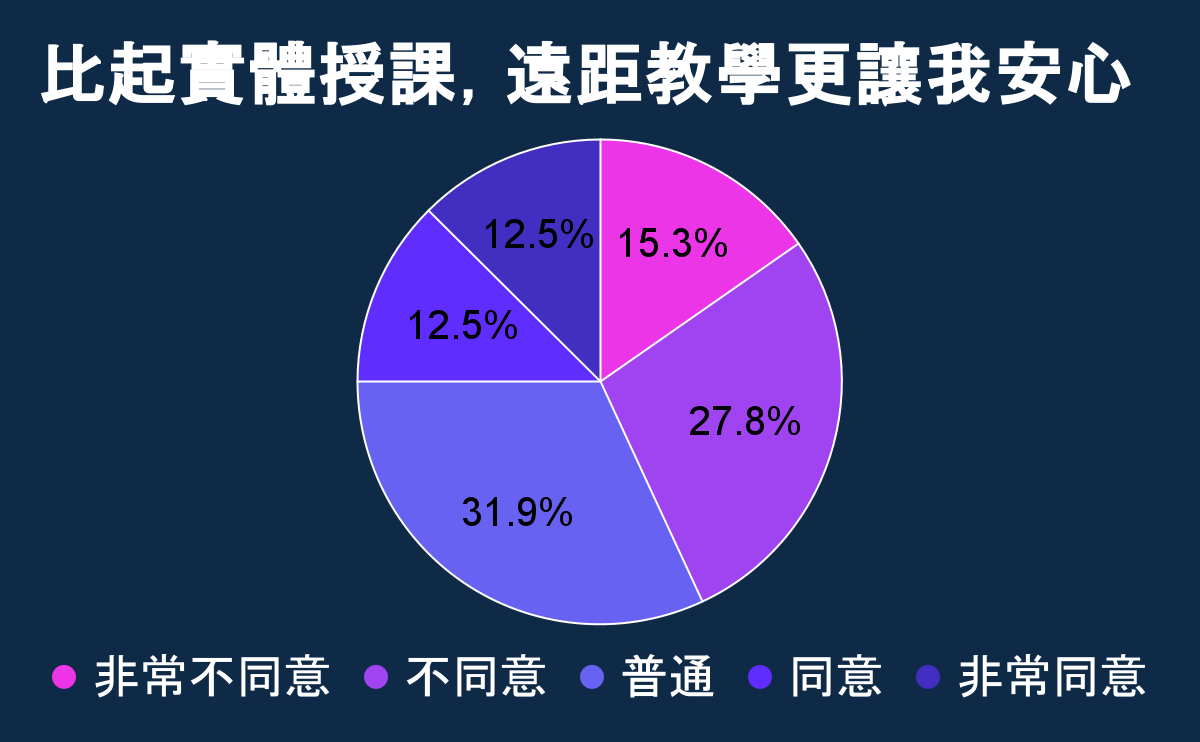 比起實體授課, 遠距教學更讓我安心
12.5%
15.3%
12.5%
27.8%
31.9%
非常不同意 不同意 普通 同意 非常同意